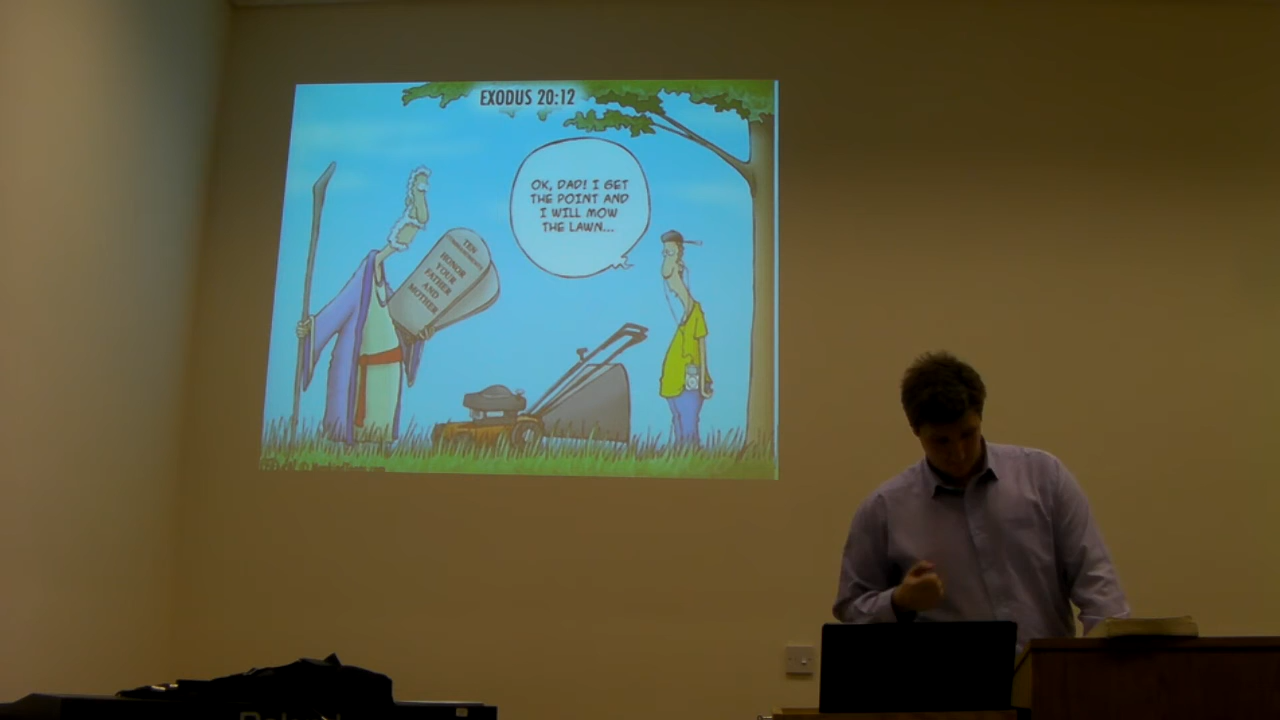 EXODUS 20:12
OK, DAD! I GET
THE POINT AND
I WILL MOW
THE LAWN...
TEN
COMMANDMENTS
HONOR
YOUR
FATHER
AND
MOTHER